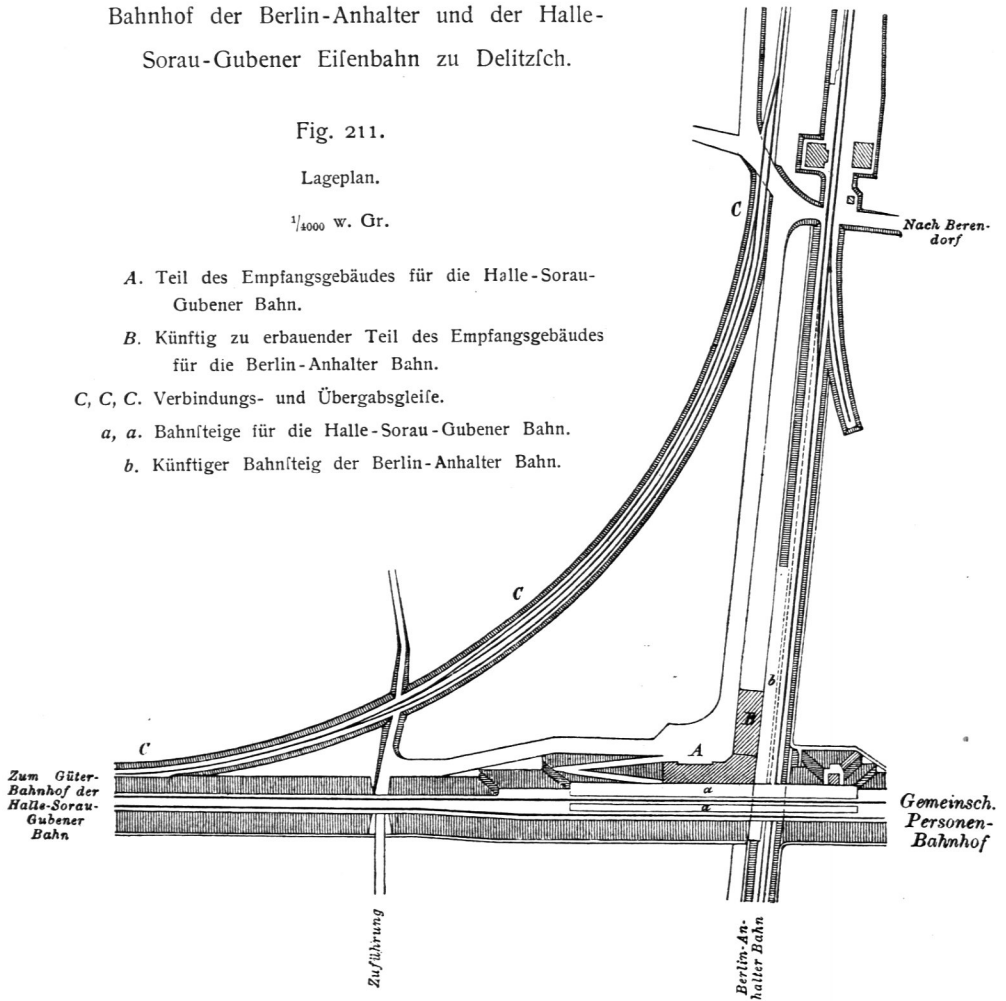 Bahnhof der Berlin-Anhalter und der Halle-
Sorau-Gubener Eiſenbahn zu Delitzſch.
Fig. 211.
Lageplan.
1/4000 w. Gr.
A. Teil des Empfangsgebäudes für die Halle-Sorau-
Gubener Bahn.
B. Künftig zu erbauender Teil des Empfangsgebäudes
für die Berlin-Anhalter Bahn.
C, C, C. Verbindungs- und Übergabsgleiſe.
a, a. Bahnſteige für die Halle-Sorau-Gubener Bahn.
b. Künftiger Bahnſteig der Berlin-Anhalter Bahn.
C
Nach Beren-
dorf
C
b
B
A
C
a
a
Zum Güter-
Bahnhof der
Halle-Sorau-
Gubener
Bahn
Gemeinsch.
Personen-
Bahnhof
Zuführung
Berlin-An-
halter Bahn